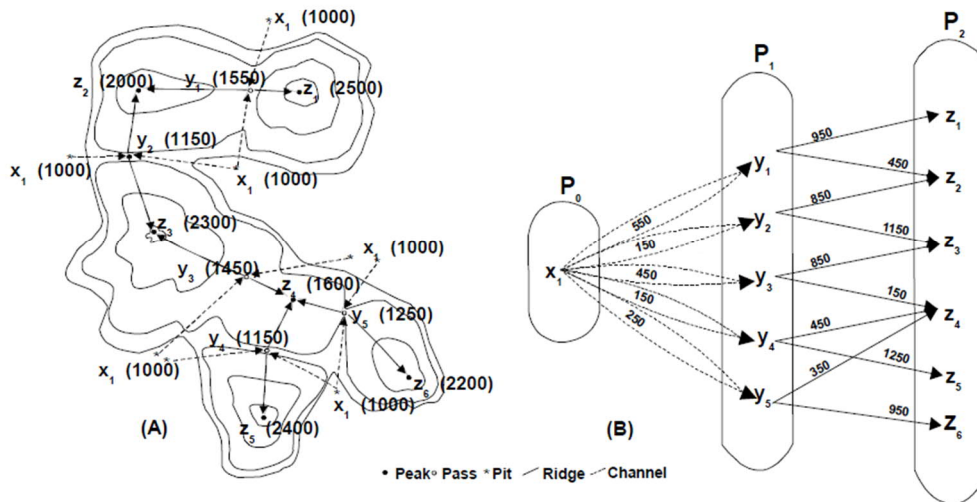 x₁ (1000)
P₂
P₁
z₂ (2000)
y₁ (1550)
z₁ (2500)
y₂ (1150)
x₁ (1000)
x₁ (1000)
z₃ (2300)
x₁ (1000)
y₃ (1450)
z₄ (1600)
y₅ (1250)
y₄ (1150)
x₁ (1000)
x₁ (1000)
z₆ (2200)
z₅ (2400)
(A)
P₀
x₁
y₁
y₂
y₃
y₄
y₅
550
150
450
150
250
950
450
850
1150
850
150
450
1250
350
950
z₁
z₂
z₃
z₄
z₅
z₆
(B)
• Peak ◦ Pass * Pit ⁄ Ridge ---Channel